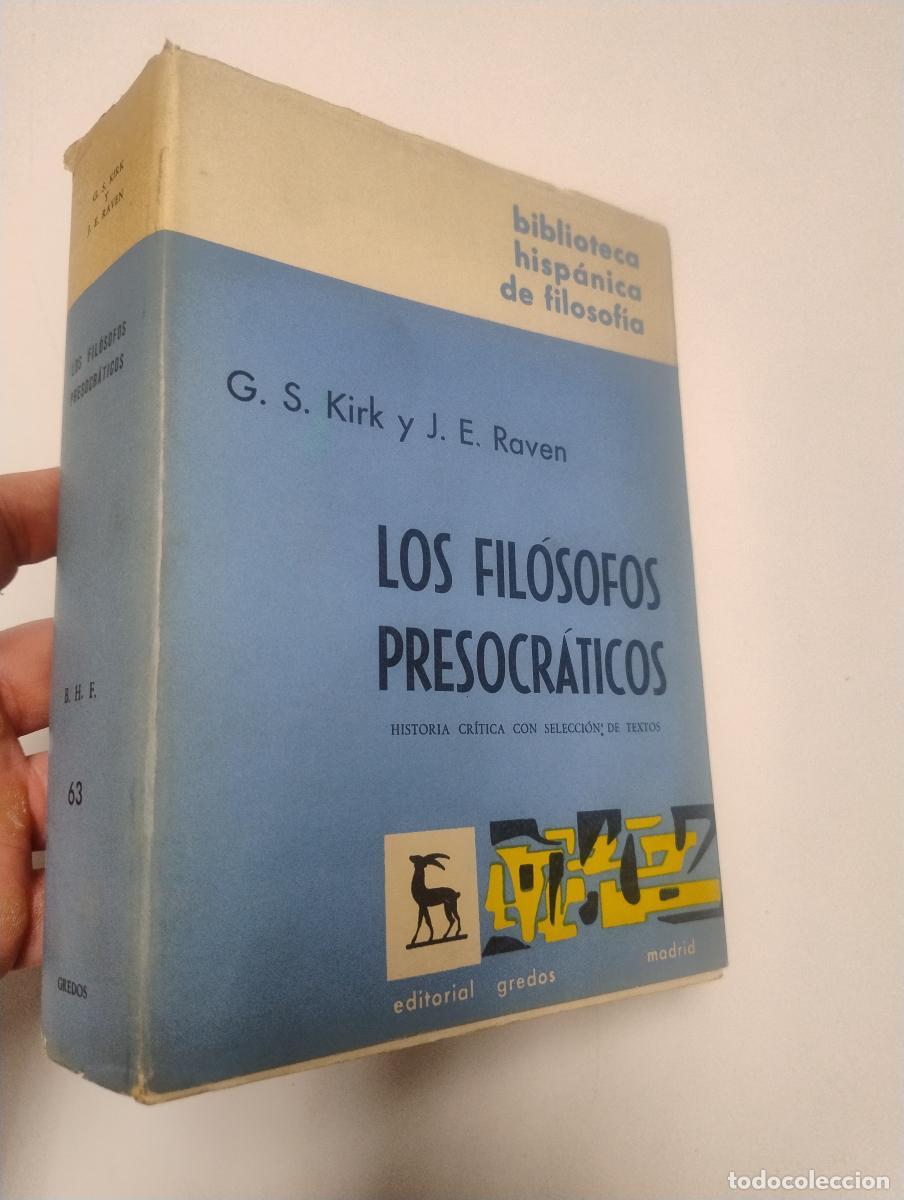 G. S. KIRK
Y
J. E. RAVEN
LOS FILÓSOFOS
PRESOCRÁTICOS
B. H. F.
63
GREDOS
biblioteca
hispánica
de filosofía
G. S. Kirk y J. E. Raven
LOS FILÓSOFOS
PRESOCRÁTICOS
HISTORIA CRÍTICA CON SELECCIÓN DE TEXTOS
editorial gredos madrid
todocoleccion